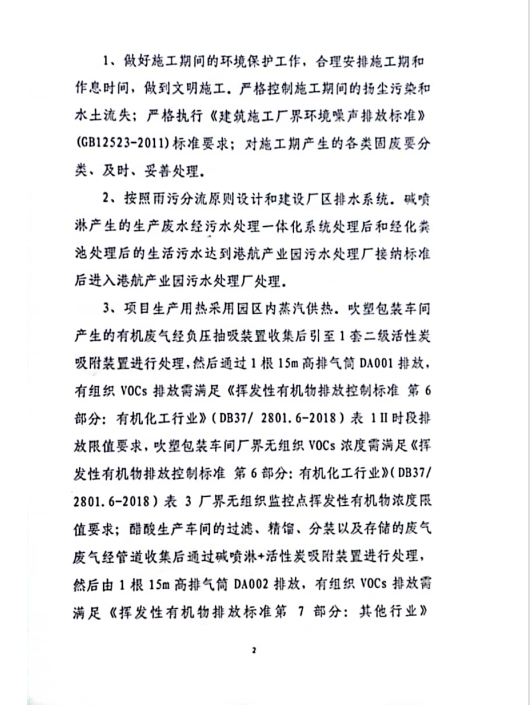 1、做好施工期间的环境保护工作，合理安排施工期和
作息时间，做到文明施工。严格控制施工期间的扬尘污染和
水土流失；严格执行《建筑施工厂界环境噪声排放标准》
(GB12523-2011)标准要求；对施工期产生的各类固废要分
类、及时、妥善处理。
2、按照雨污分流原则设计和建设厂区排水系统。碱喷
淋产生的生产废水经污水处理一体化系统处理后和经化粪
池处理后的生活污水达到港航产业园污水处理厂接纳标准
后进入港航产业园污水处理厂处理。
3、项目生产用热采用园区内蒸汽供热。吹塑包装车间
产生的有机废气经负压抽吸装置收集后引至1套二级活性炭
吸附装置进行处理,然后通过1根15m高排气筒DA001排放,
有组织VOCs排放需满足《挥发性有机物排放控制标准 第6
部分：有机化工行业》(DB37/ 2801.6-2018）表 1II时段排
放限值要求，吹塑包装车间厂界无组织VOCs浓度需满足《挥
发性有机物排放控制标准 第6部分：有机化工行业》(DB37/
2801.6-2018）表 3 厂界无组织监控点挥发性有机物浓度限
值要求；醋酸生产车间的过滤、精馏、分装以及存储的废气
废气经管道收集后通过碱喷淋+活性炭吸附装置进行处理，
然后由1根15m高排气筒DA002排放，有组织VOCs排放需
满足《挥发性有机物排放标准第 7 部分：其他行业》
2